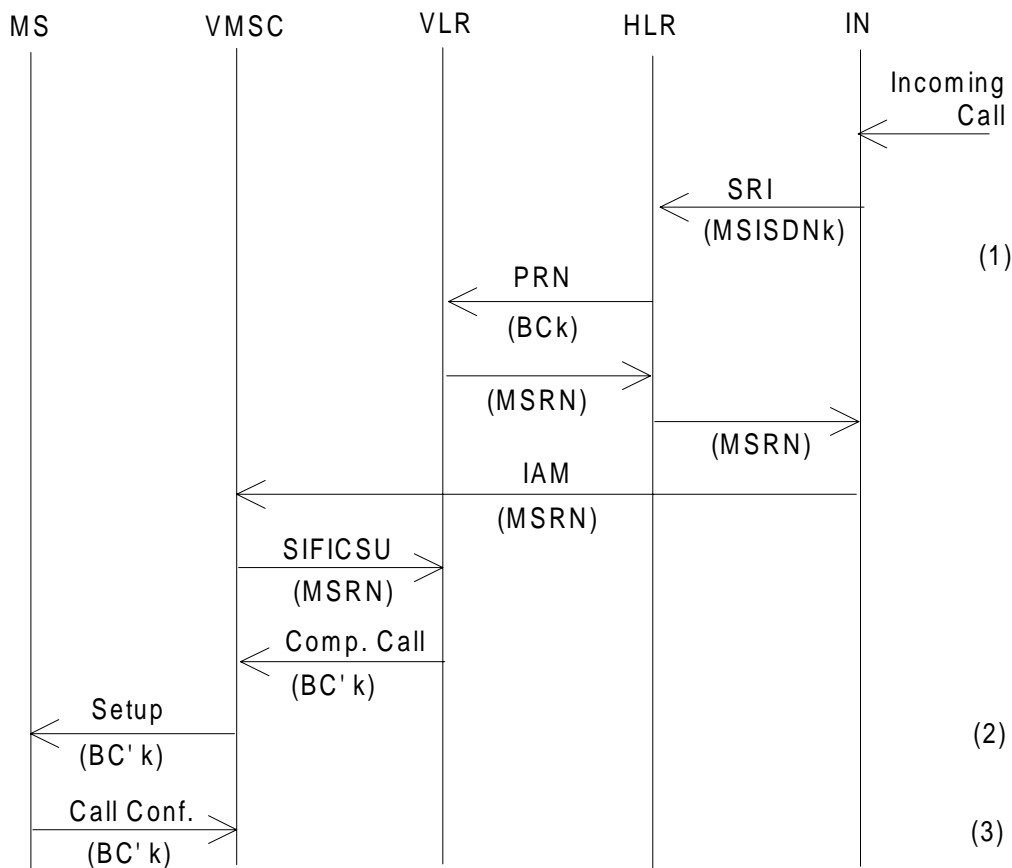 MS VMSC VLR HLR IN
Incoming
Call
SRI
(MSISDNk)
(1)
PRN
(BCk)
(MSRN)
(MSRN)
IAM
(MSRN)
SIFICSU
(MSRN)
Comp. Call
(BC'k)
Setup
(BC'k)
(2)
Call Conf.
(BC'k)
(3)